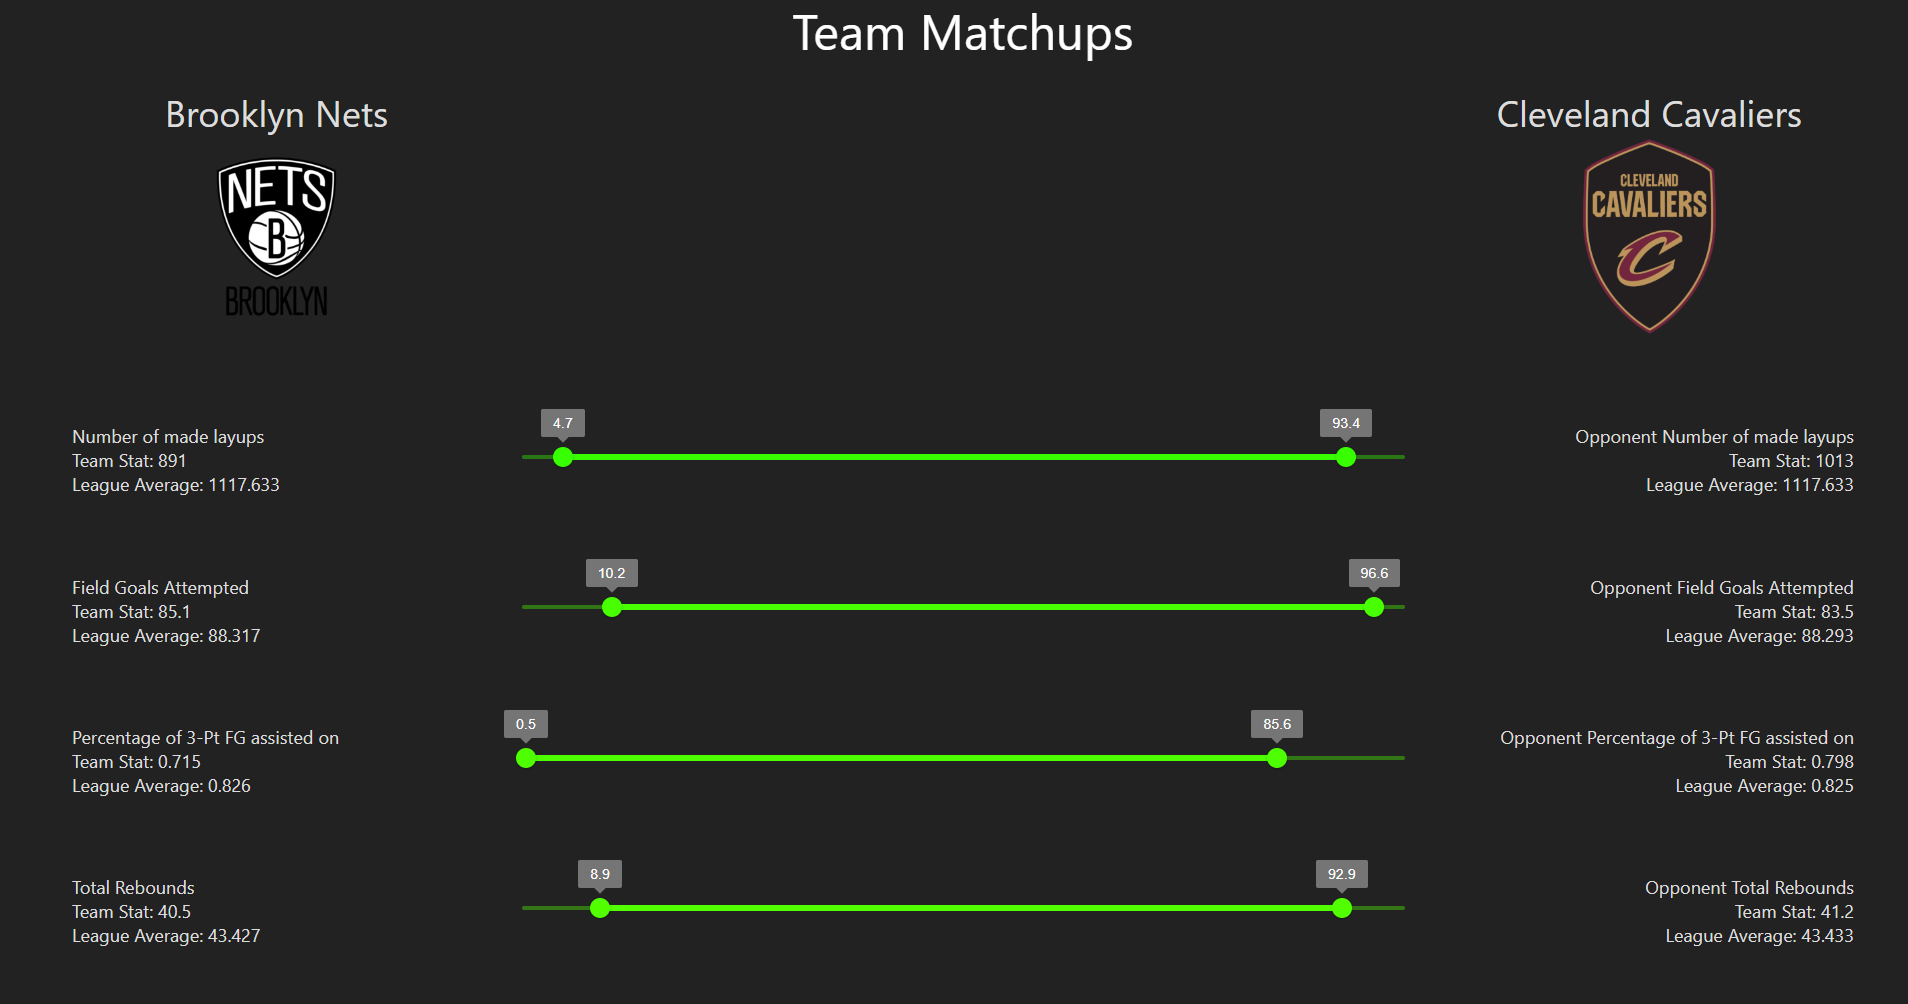 Team Matchups
Brooklyn Nets
Cleveland Cavaliers
NETS
B
BROOKLYN
CLEVELAND
CAVALIERS
C
4.7
93.4
Number of made layups
Team Stat: 891
League Average: 1117.633
Opponent Number of made layups
Team Stat: 1013
League Average: 1117.633
10.2
96.6
Field Goals Attempted
Team Stat: 85.1
League Average: 88.317
Opponent Field Goals Attempted
Team Stat: 83.5
League Average: 88.293
0.5
85.6
Percentage of 3-Pt FG assisted on
Team Stat: 0.715
League Average: 0.826
Opponent Percentage of 3-Pt FG assisted on
Team Stat: 0.798
League Average: 0.825
8.9
92.9
Total Rebounds
Team Stat: 40.5
League Average: 43.427
Opponent Total Rebounds
Team Stat: 41.2
League Average: 43.433